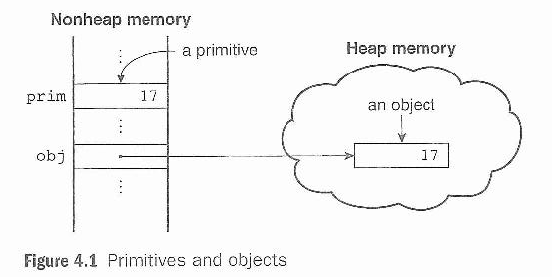 Nonheap memory
a primitive
Heap memory
prim
17
an object
obj
17
Figure 4.1 Primitives and objects